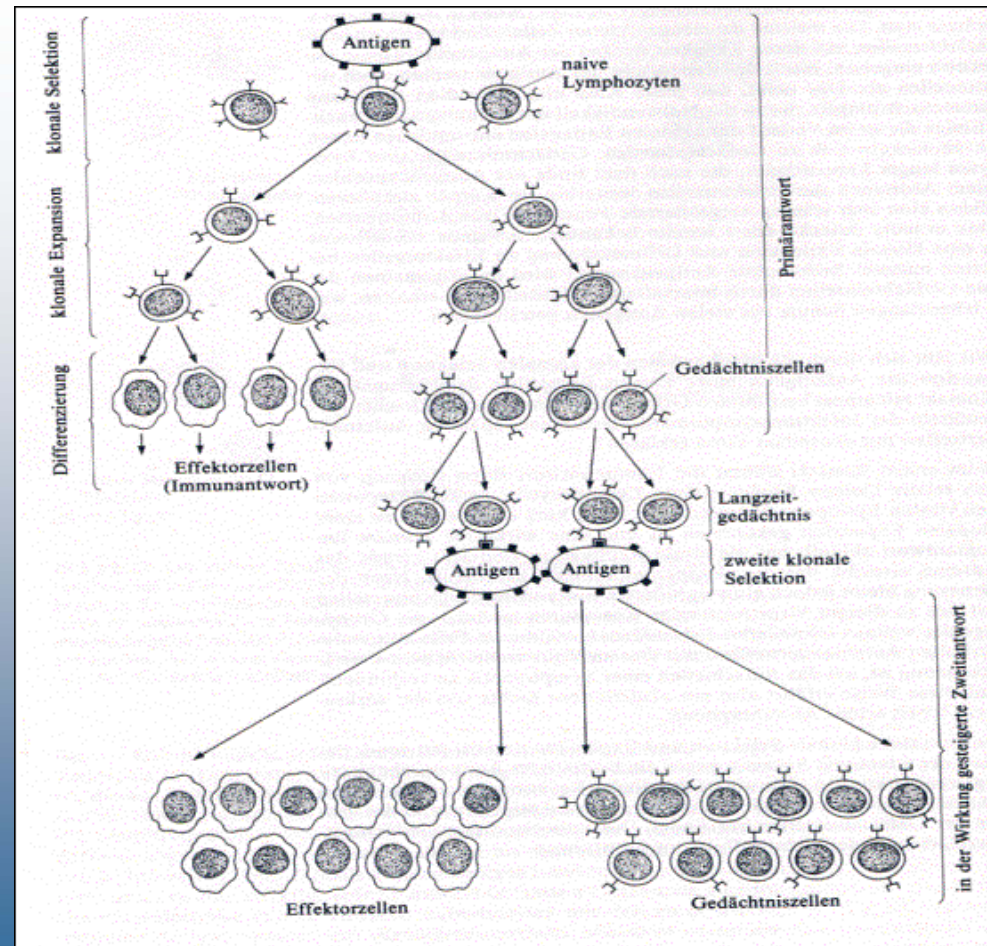 Antigen
naive
Lymphozyten
klonale Selektion
klonale Expansion
Primärantwort
Differenzierung
Gedächtniszellen
Effektorzellen
(Immunantwort)
Langzeit-
gedächtnis
Antigen
Antigen
zweite klonale
Selektion
in der Wirkung gesteigerte Zweitantwort
Effektorzellen
Gedächtniszellen